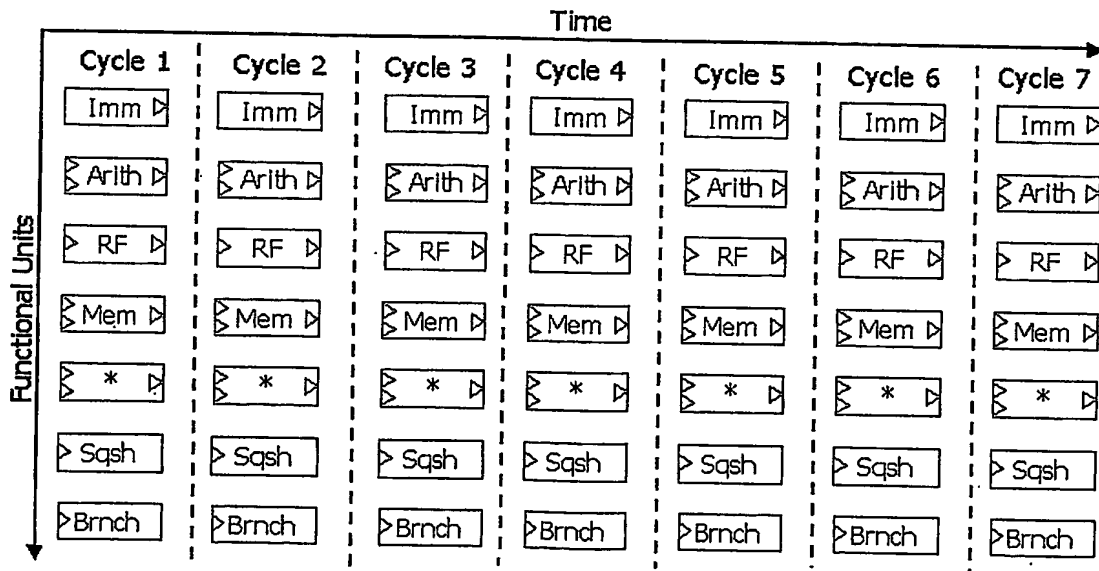 Time
Cycle 1 Cycle 2 Cycle 3 Cycle 4 Cycle 5 Cycle 6 Cycle 7
Imm Imm Imm Imm Imm Imm Imm
Arith Arith Arith Arith Arith Arith Arith
RF RF RF RF RF RF RF
Mem Mem Mem Mem Mem Mem Mem
* * * * * * *
Sqsh Sqsh Sqsh Sqsh Sqsh Sqsh Sqsh
Brnch Brnch Brnch Brnch Brnch Brnch Brnch
Functional Units